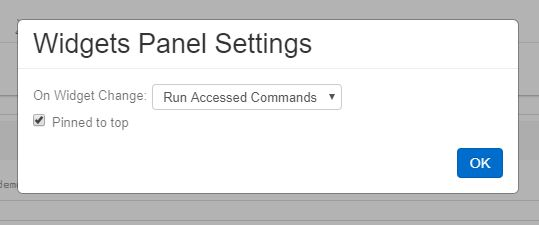 Widgets Panel Settings
On Widget Change: Run Accessed Commands
Pinned to top
OK